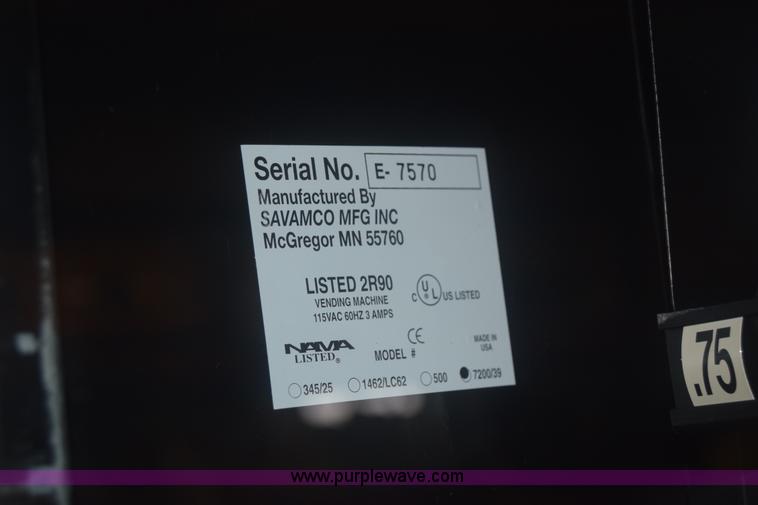 Serial No. E- 7570
Manufactured By
SAVAMCO MFG INC
McGregor MN 55760
LISTED 2R90
VENDING MACHINE
115VAC 60HZ 3 AMPS
C UL® US LISTED
NAMA
LISTED®
CE
MODEL #
MADE IN
USA
345/25 1462/LC62 500 7200/39
.75
www.purplewave.com